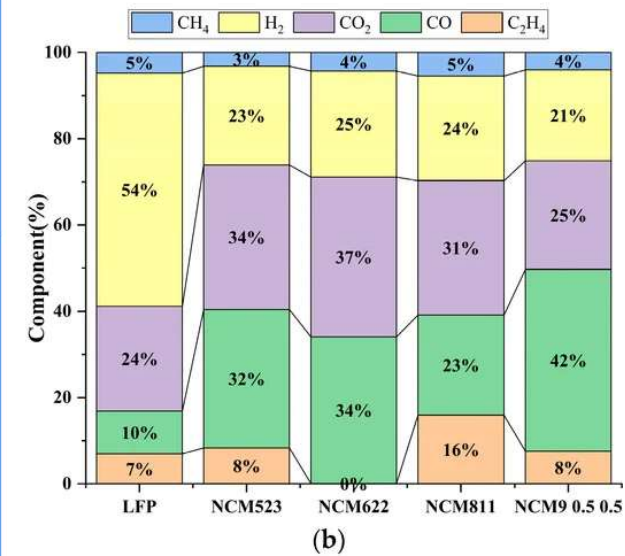 CH₄ H₂ CO₂ CO C₂H₄
100
80
60
40
20
0
Component(%)
5% 3% 4% 5% 4%
54% 23% 25% 24% 21%
24% 34% 37% 31% 25%
10% 32% 34% 23% 42%
7% 8% 0% 16% 8%
LFP NCM523 NCM622 NCM811 NCM9 0.5 0.5
(b)